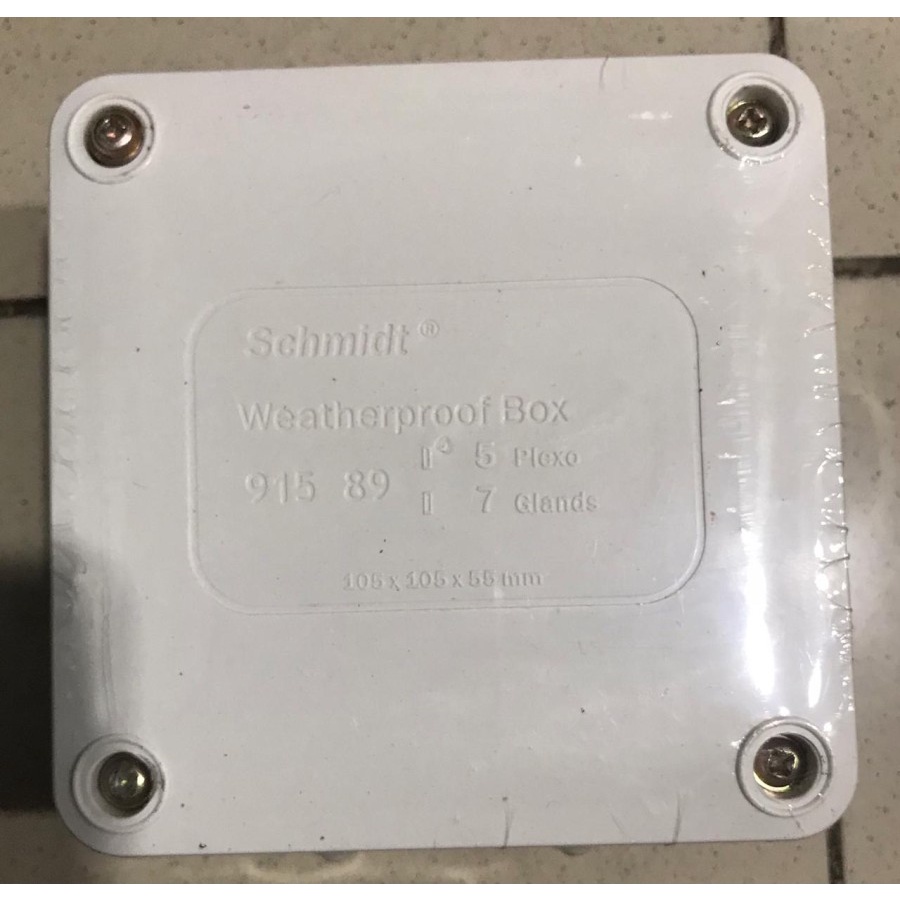 Schmidt®
Weatherproof Box
915 89
5 Plexo
7 Glands
105 x 105 x 55 mm